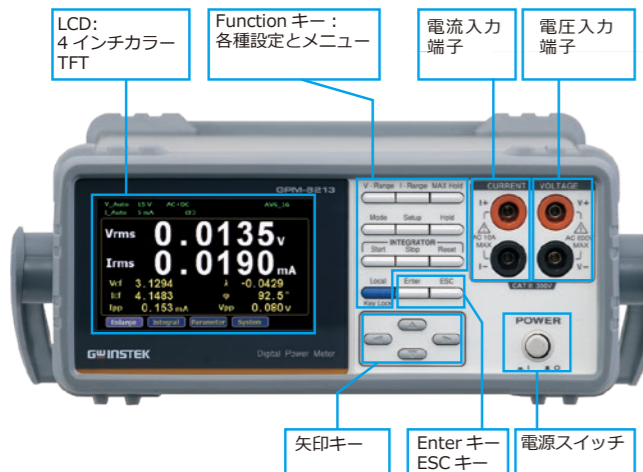 LCD:
4 インチカラー
TFT
Function キー：
各種設定とメニュー
電流入力
端子
電圧入力
端子
GPM-8213
V_Auto 15 V AC+DC AVG_16
I_Auto 5 mA
Vrms 0.0135 V
Irms 0.0190 mA
Vcf 3.1294 λ -0.0429
Icf 4.1483 φ 92.5°
Ipp 0.153 mA Vpp 0.080 V
Enlarge Integral Parameter System
GWINSTEK Digital Power Meter
V - Range I - Range MAX Hold
Mode Setup Hold
INTEGRATOR
Start Stop Reset
Local Enter ESC
Key Lock
CURRENT VOLTAGE
I+ V+
AC 10A MAX AC 600V MAX
I- V-
CAT II 300V
POWER
矢印キー
Enter キー
ESC キー
電源スイッチ